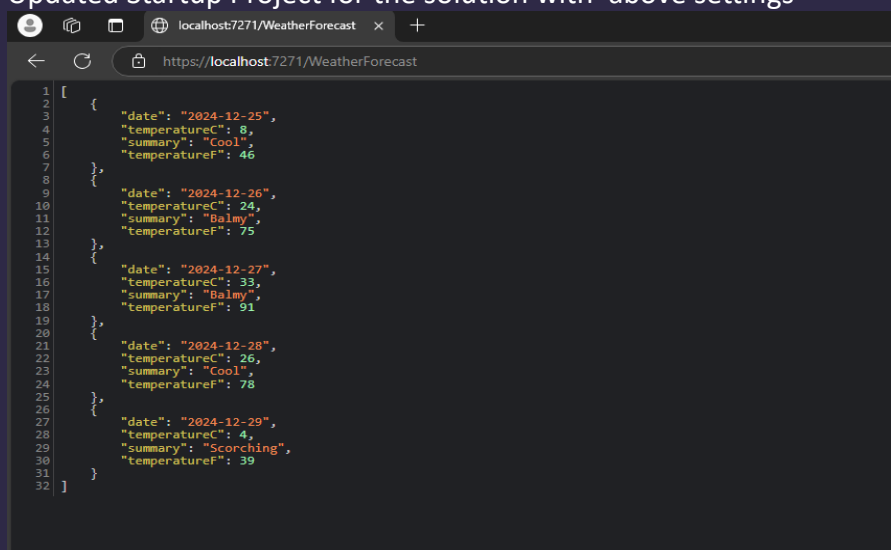 Updated Startup Project for the solution with above settings
localhost:7271/WeatherForecast
https://localhost:7271/WeatherForecast
1 [
2 {
3 "date": "2024-12-25",
4 "temperatureC": 8,
5 "summary": "Cool",
6 "temperatureF": 46
7 },
8 {
9 "date": "2024-12-26",
10 "temperatureC": 24,
11 "summary": "Balmy",
12 "temperatureF": 75
13 },
14 {
15 "date": "2024-12-27",
16 "temperatureC": 33,
17 "summary": "Balmy",
18 "temperatureF": 91
19 },
20 {
21 "date": "2024-12-28",
22 "temperatureC": 26,
23 "summary": "Cool",
24 "temperatureF": 78
25 },
26 {
27 "date": "2024-12-29",
28 "temperatureC": 4,
29 "summary": "Scorching",
30 "temperatureF": 39
31 }
32 ]